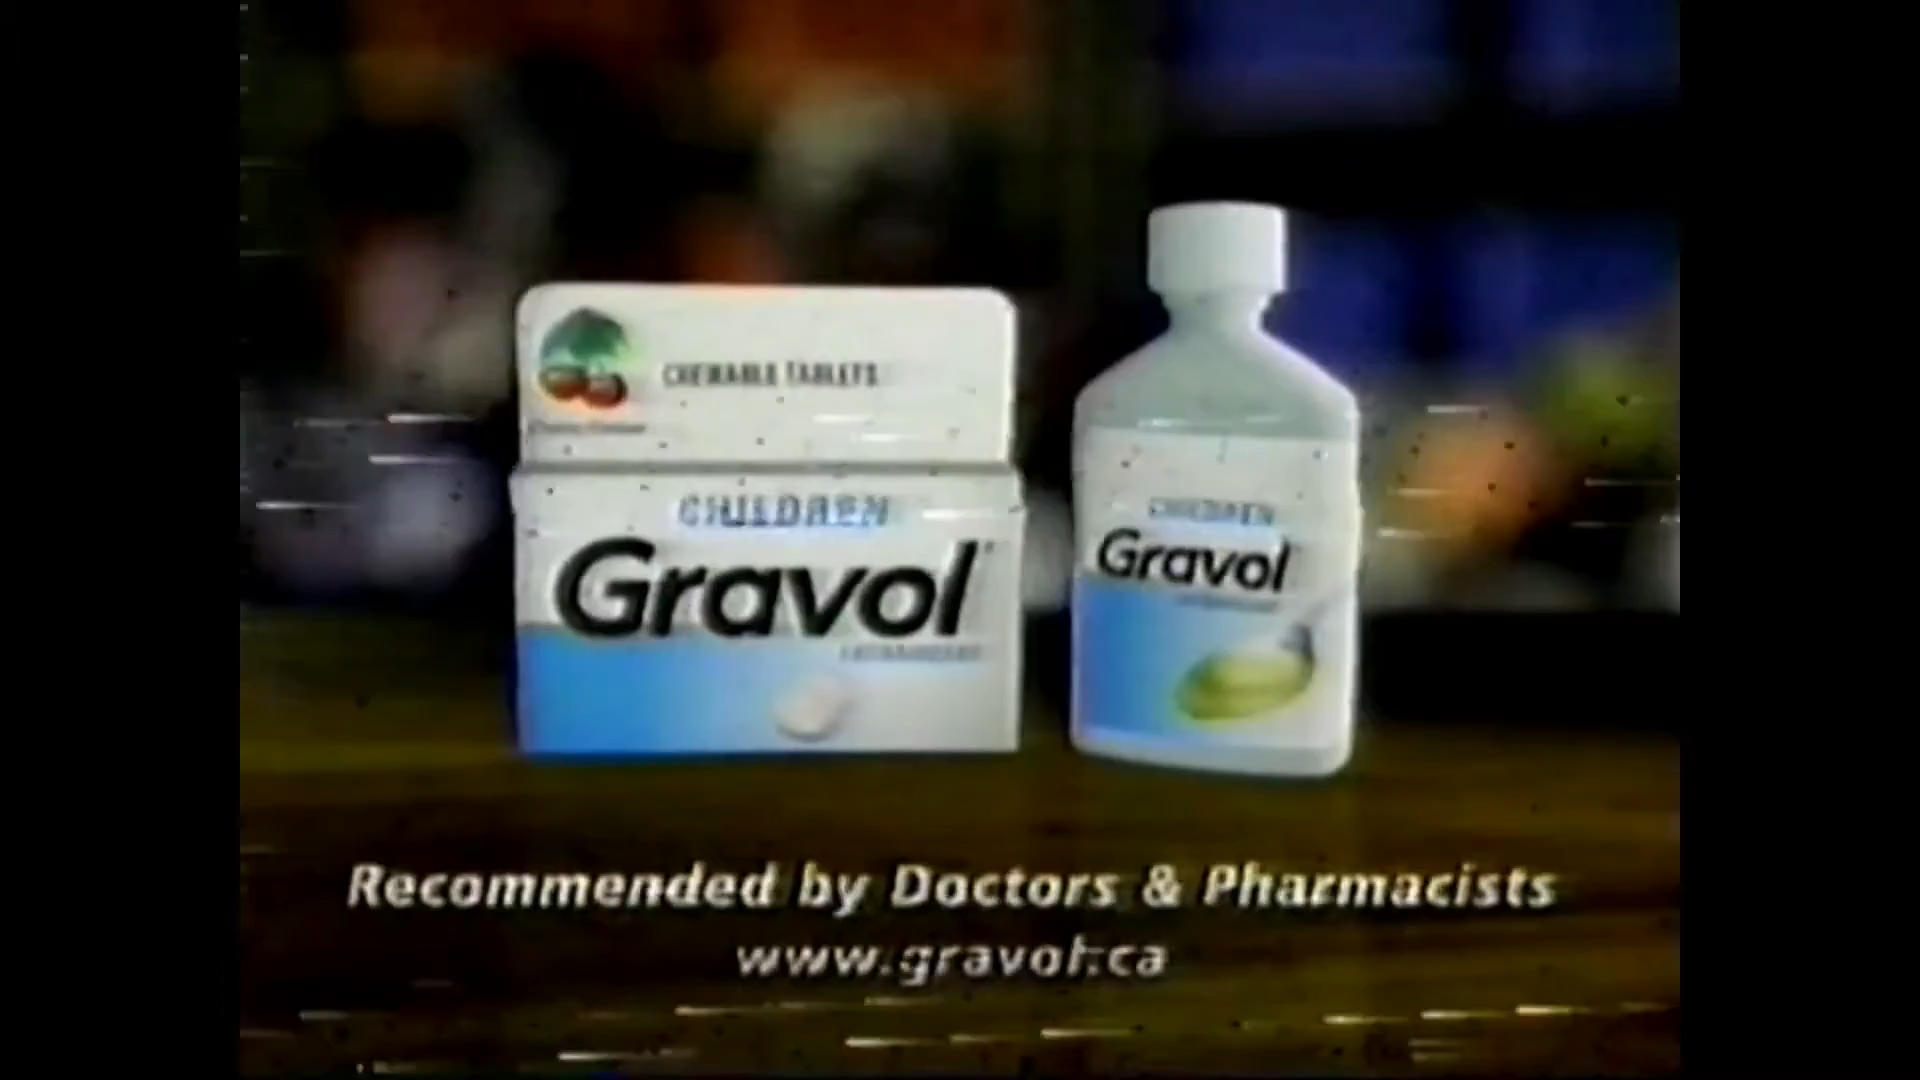 CHEWABLE TABLETS
CHILDREN
Gravol
CHILDREN
Gravol
Recommended by Doctors & Pharmacists
www.gravol.ca